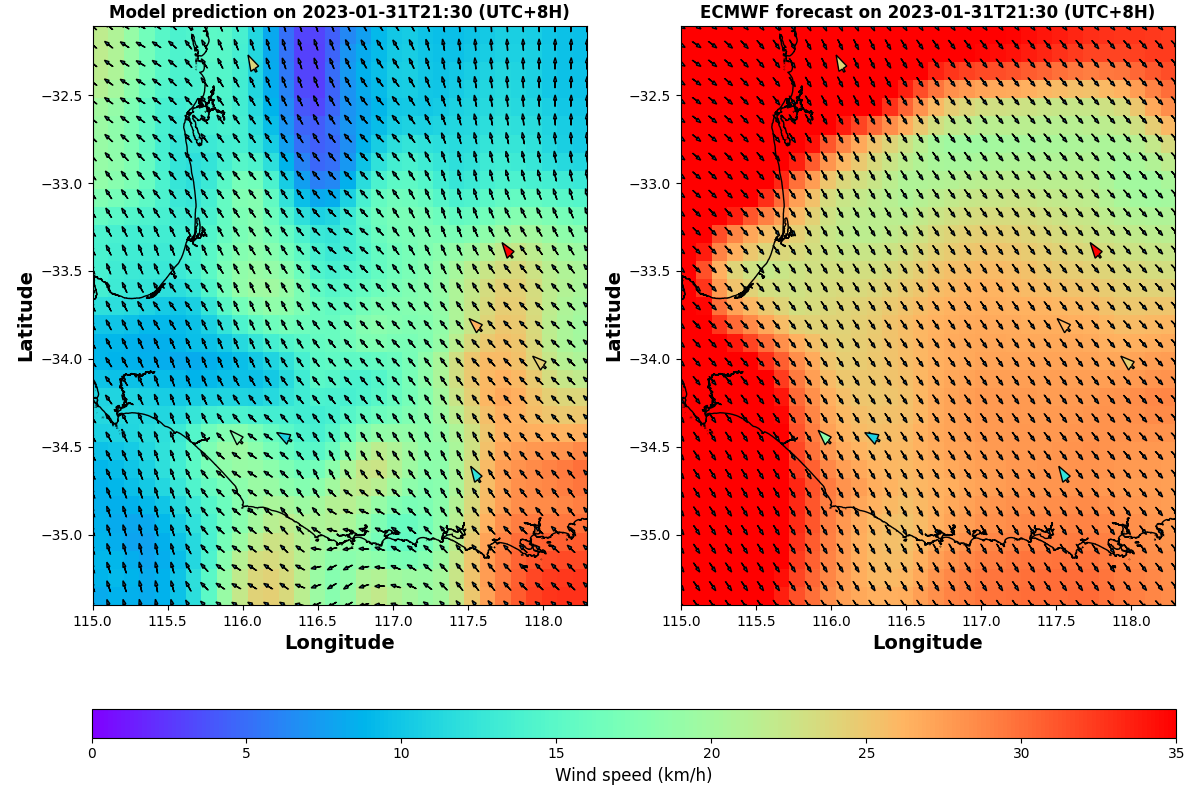 Model prediction on 2023-01-31T21:30 (UTC+8H)
ECMWF forecast on 2023-01-31T21:30 (UTC+8H)
Latitude
−32.5
−33.0
−33.5
−34.0
−34.5
−35.0
115.0 115.5 116.0 116.5 117.0 117.5 118.0
Longitude
Latitude
−32.5
−33.0
−33.5
−34.0
−34.5
−35.0
115.0 115.5 116.0 116.5 117.0 117.5 118.0
Longitude
0 5 10 15 20 25 30 35
Wind speed (km/h)